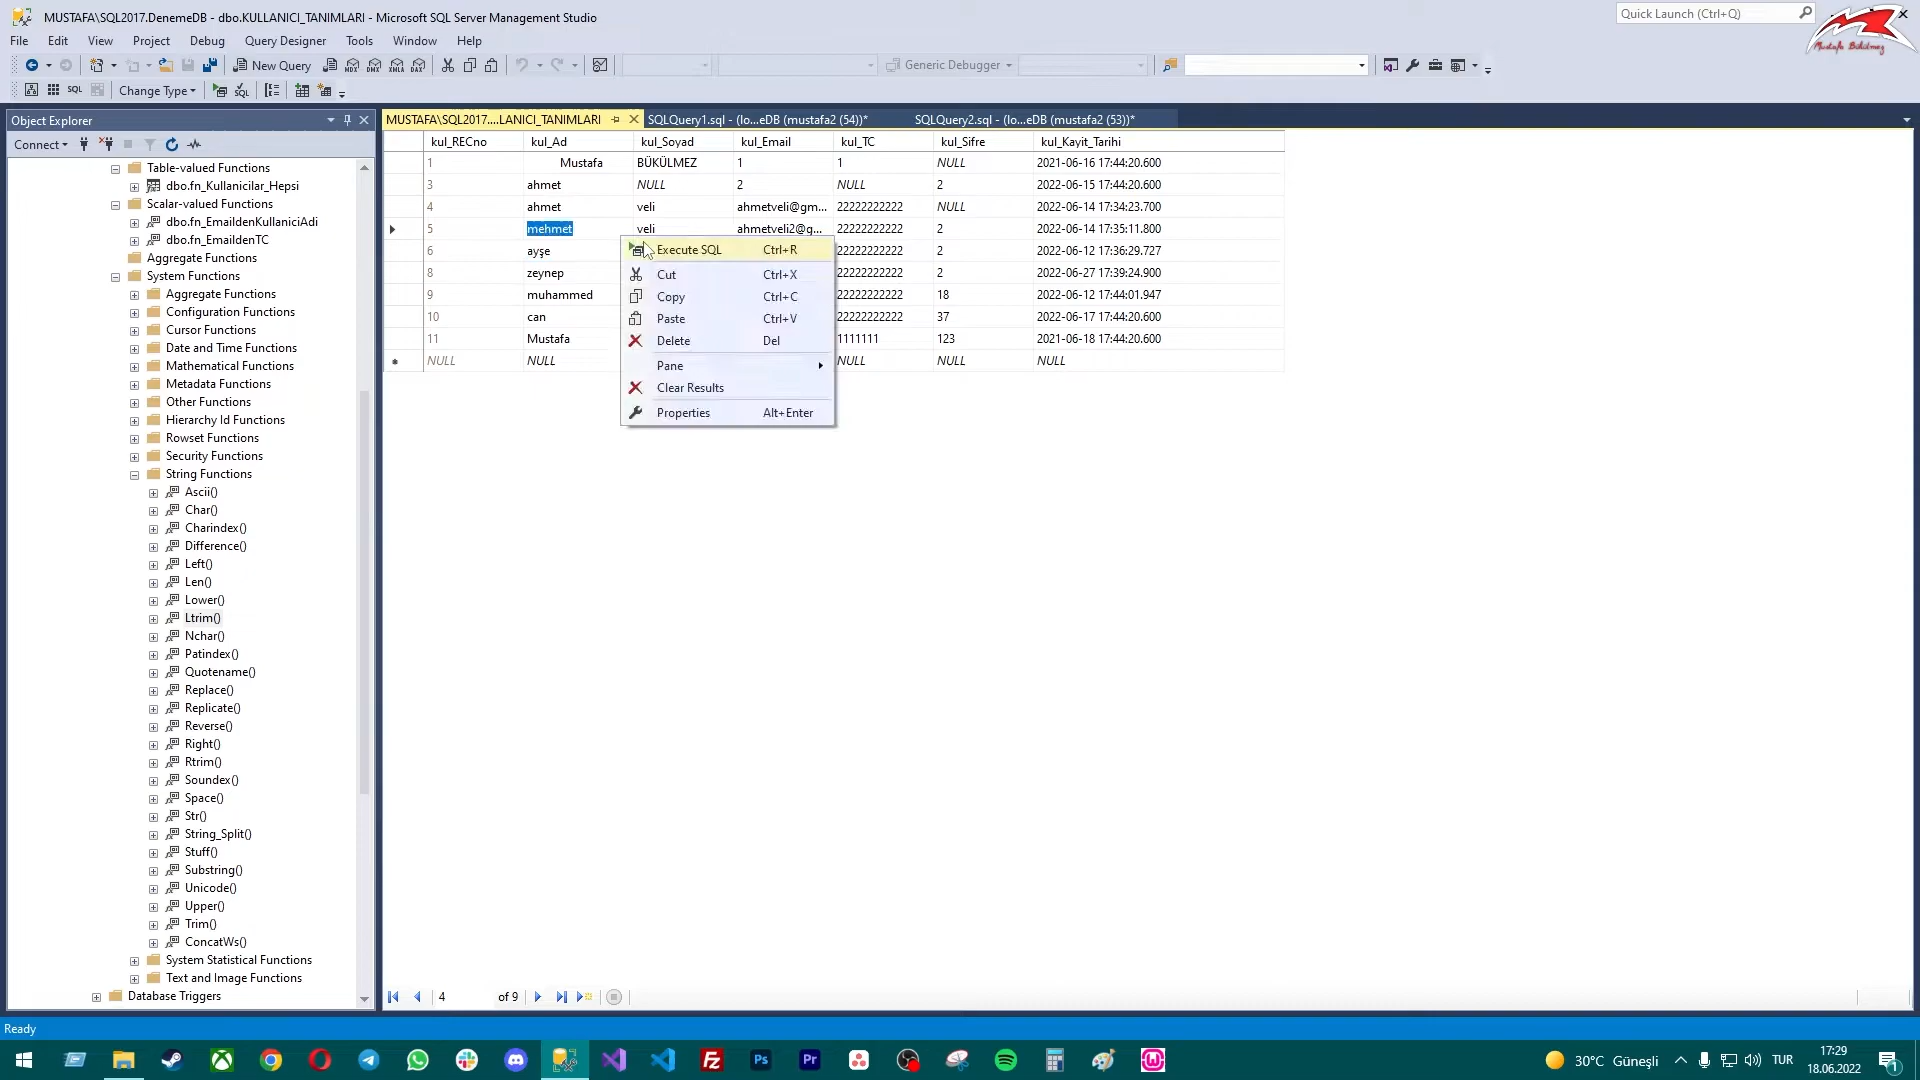 MUSTAFA\SQL2017.DenemeDB - dbo.KULLANICI_TANIMLARI - Microsoft SQL Server Management Studio
Quick Launch (Ctrl+Q)
Mustafa Bükülmez
File Edit View Project Debug Query Designer Tools Window Help
New Query
MDX DMX XMLA DAX
Generic Debugger
SQL Change Type
Object Explorer
MUSTAFA\SQL2017....LANICI_TANIMLARI
SQLQuery1.sql - (lo...eDB (mustafa2 (54))*
SQLQuery2.sql - (lo...eDB (mustafa2 (53))*
Connect
Table-valued Functions
dbo.fn_Kullanicilar_Hepsi
Scalar-valued Functions
dbo.fn_EmaildenKullaniciAdi
dbo.fn_EmaildenTC
Aggregate Functions
System Functions
Aggregate Functions
Configuration Functions
Cursor Functions
Date and Time Functions
Mathematical Functions
Metadata Functions
Other Functions
Hierarchy Id Functions
Rowset Functions
Security Functions
String Functions
Ascii()
Char()
Charindex()
Difference()
Left()
Len()
Lower()
Ltrim()
Nchar()
Patindex()
Quotename()
Replace()
Replicate()
Reverse()
Right()
Rtrim()
Soundex()
Space()
Str()
String_Split()
Stuff()
Substring()
Unicode()
Upper()
Trim()
ConcatWs()
System Statistical Functions
Text and Image Functions
Database Triggers
kul_RECno kul_Ad kul_Soyad kul_Email kul_TC kul_Sifre kul_Kayit_Tarihi
1 Mustafa BÜKÜLMEZ 1 1 NULL 2021-06-16 17:44:20.600
3 ahmet NULL 2 NULL 2 2022-06-15 17:44:20.600
4 ahmet veli ahmetveli@gm... 22222222222 NULL 2022-06-14 17:34:23.700
5 mehmet veli ahmetveli2@g... 22222222222 2 2022-06-14 17:35:11.800
6 ayşe 22222222222 2 2022-06-12 17:36:29.727
8 zeynep 22222222222 2 2022-06-27 17:39:24.900
9 muhammed 22222222222 18 2022-06-12 17:44:01.947
10 can 22222222222 37 2022-06-17 17:44:20.600
11 Mustafa 1111111 123 2021-06-18 17:44:20.600
NULL NULL NULL NULL NULL
Execute SQL Ctrl+R
Cut Ctrl+X
Copy Ctrl+C
Paste Ctrl+V
Delete Del
Pane
Clear Results
Properties Alt+Enter
4 of 9
Ready
30°C Güneşli
TUR
17:29
18.06.2022
1